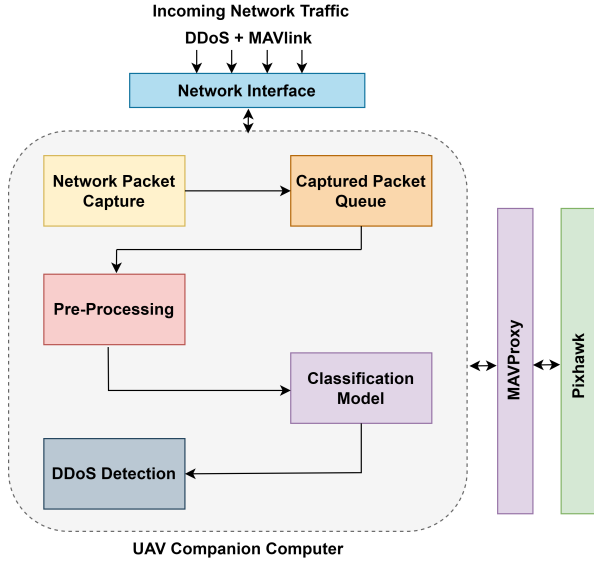 Incoming Network Traffic
DDoS + MAVlink
Network Interface
Network Packet
Capture
Captured Packet
Queue
Pre-Processing
Classification
Model
DDoS Detection
UAV Companion Computer
MAVProxy
Pixhawk